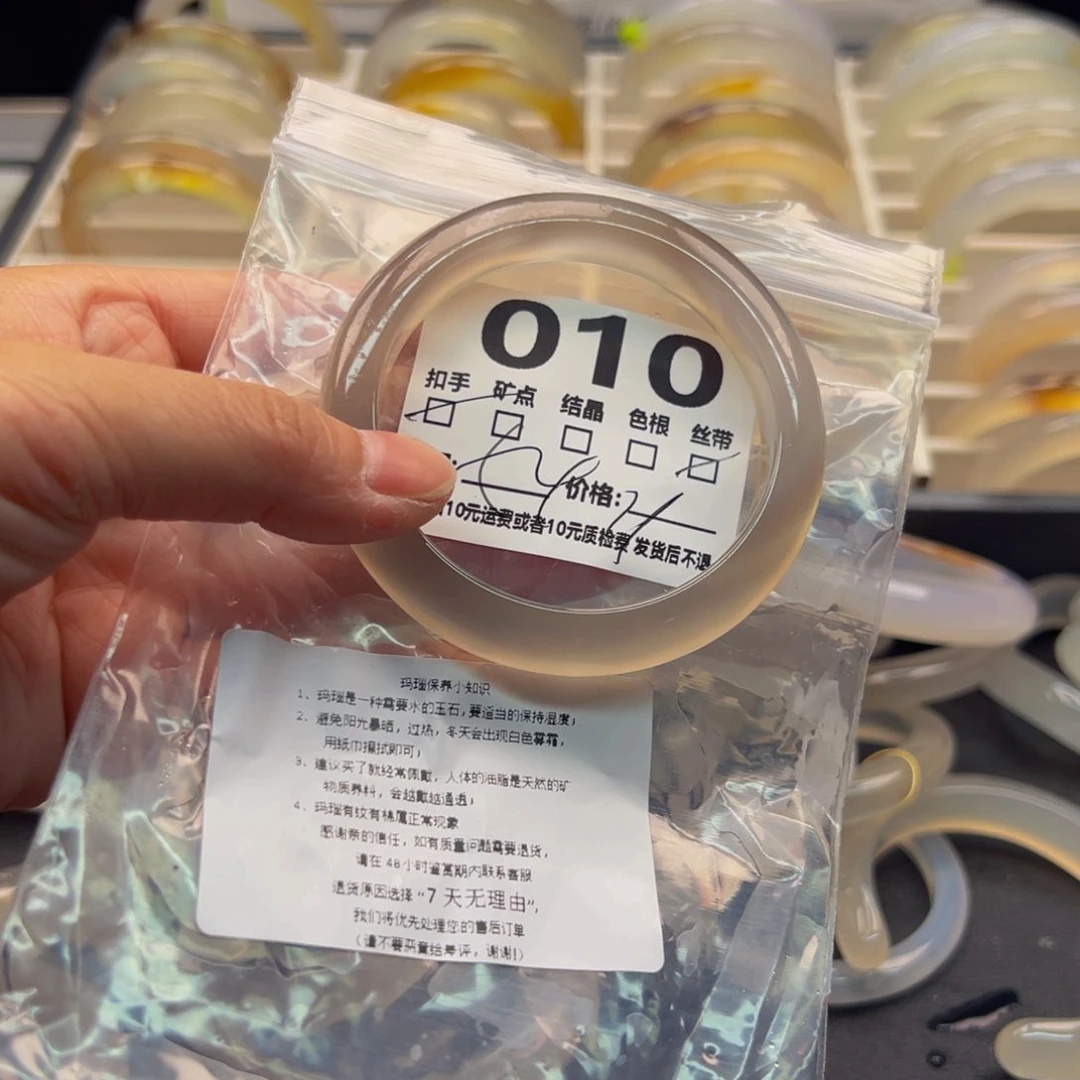 010
扣手 矿点 结晶 色根 丝带
价格:
10元运费或者10元质检费 发货后不退
玛瑙保养小知识
1、玛瑙是一种需要水的玉石,要适当的保持湿度;
2、避免阳光暴晒,过热,冬天会出现白色雾霜,
用纸巾擦拭即可;
3、建议买了就经常佩戴,人体的油脂是天然的矿
物质养料,会越戴越通透;
4、玛瑙有纹有棉属正常现象
感谢亲的信任,如有质量问题需要退货,
请在 48小时鉴赏期内联系客服
退货原因选择“7 天无理由”,
我们将优先处理您的售后订单
(请不要恶意给差评,谢谢!)